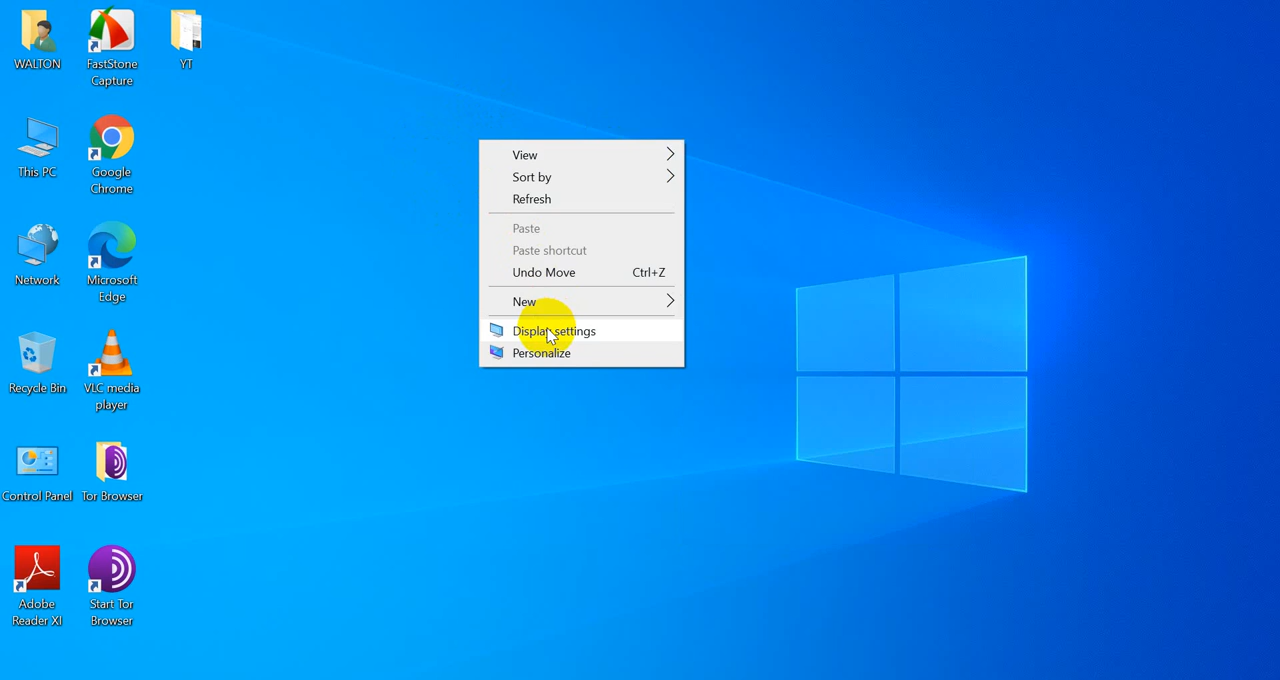 WALTON
FastStone
Capture
YT
This PC
Google
Chrome
Network
Microsoft
Edge
Recycle Bin
VLC media
player
Control Panel
Tor Browser
Adobe
Reader XI
Start Tor
Browser
View
Sort by
Refresh
Paste
Paste shortcut
Undo Move Ctrl+Z
New
Display settings
Personalize